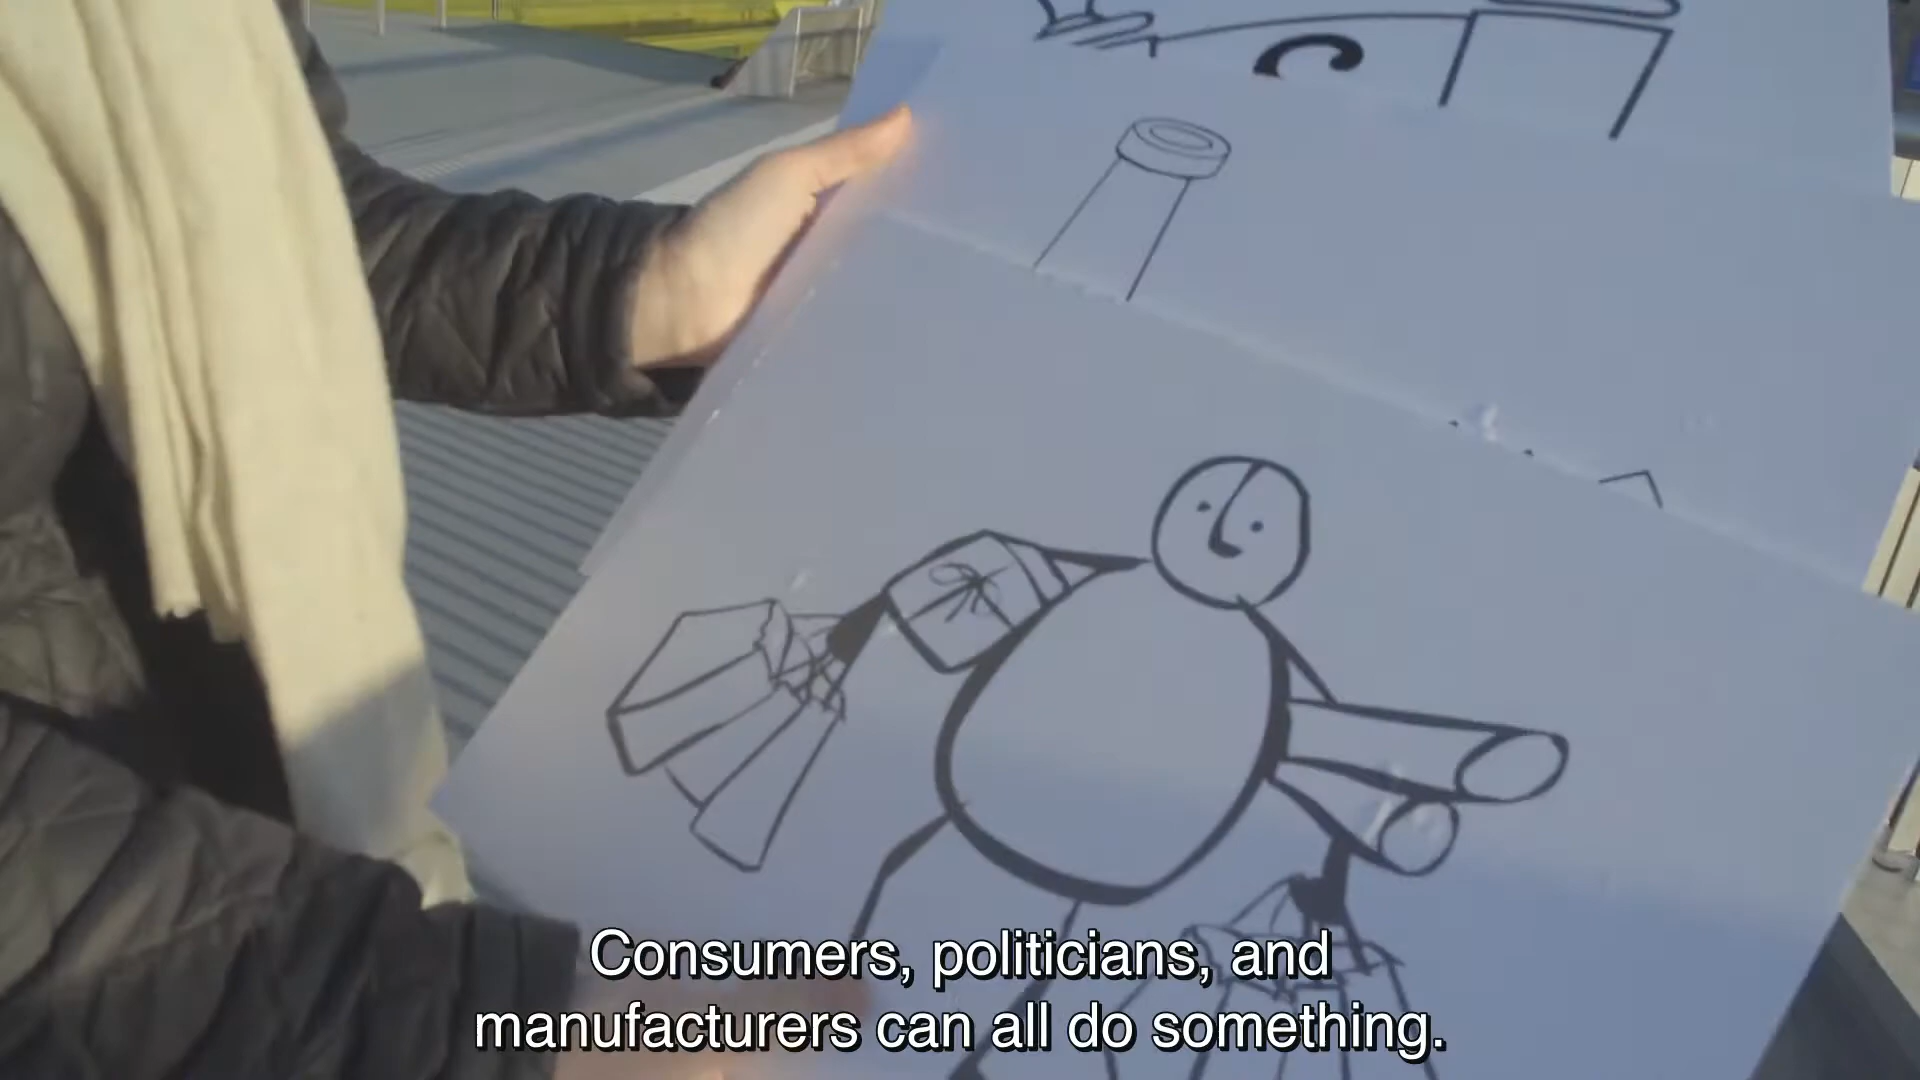 Consumers, politicians, and
manufacturers can all do something.